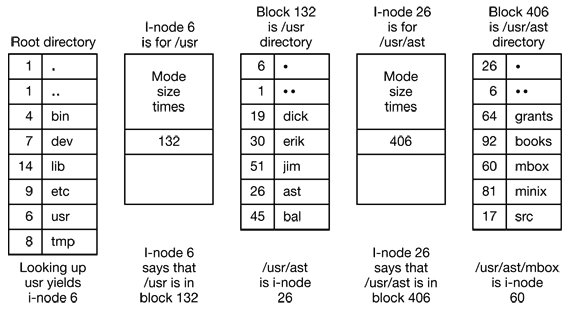 Root directory
1 .
1 ..
4 bin
7 dev
14 lib
9 etc
6 usr
8 tmp
Looking up
usr yields
i-node 6
I-node 6
is for /usr
Mode
size
times
132
I-node 6
says that
/usr is in
block 132
Block 132
is /usr
directory
6 •
1 ••
19 dick
30 erik
51 jim
26 ast
45 bal
/usr/ast
is i-node
26
I-node 26
is for
/usr/ast
Mode
size
times
406
I-node 26
says that
/usr/ast is in
block 406
Block 406
is /usr/ast
directory
26 •
6 ••
64 grants
92 books
60 mbox
81 minix
17 src
/usr/ast/mbox
is i-node
60